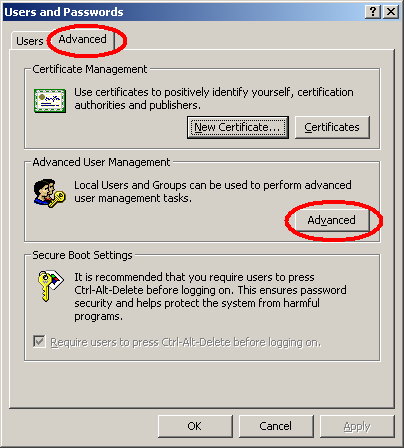 Users and Passwords
Users
Advanced
Certificate Management
Use certificates to positively identify yourself, certification
authorities and publishers.
New Certificate...
Certificates
Advanced User Management
Local Users and Groups can be used to perform advanced
user management tasks.
Advanced
Secure Boot Settings
It is recommended that you require users to press
Ctrl-Alt-Delete before logging on. This ensures password
security and helps protect the system from harmful
programs.
Require users to press Ctrl-Alt-Delete before logging on.
OK
Cancel
Apply